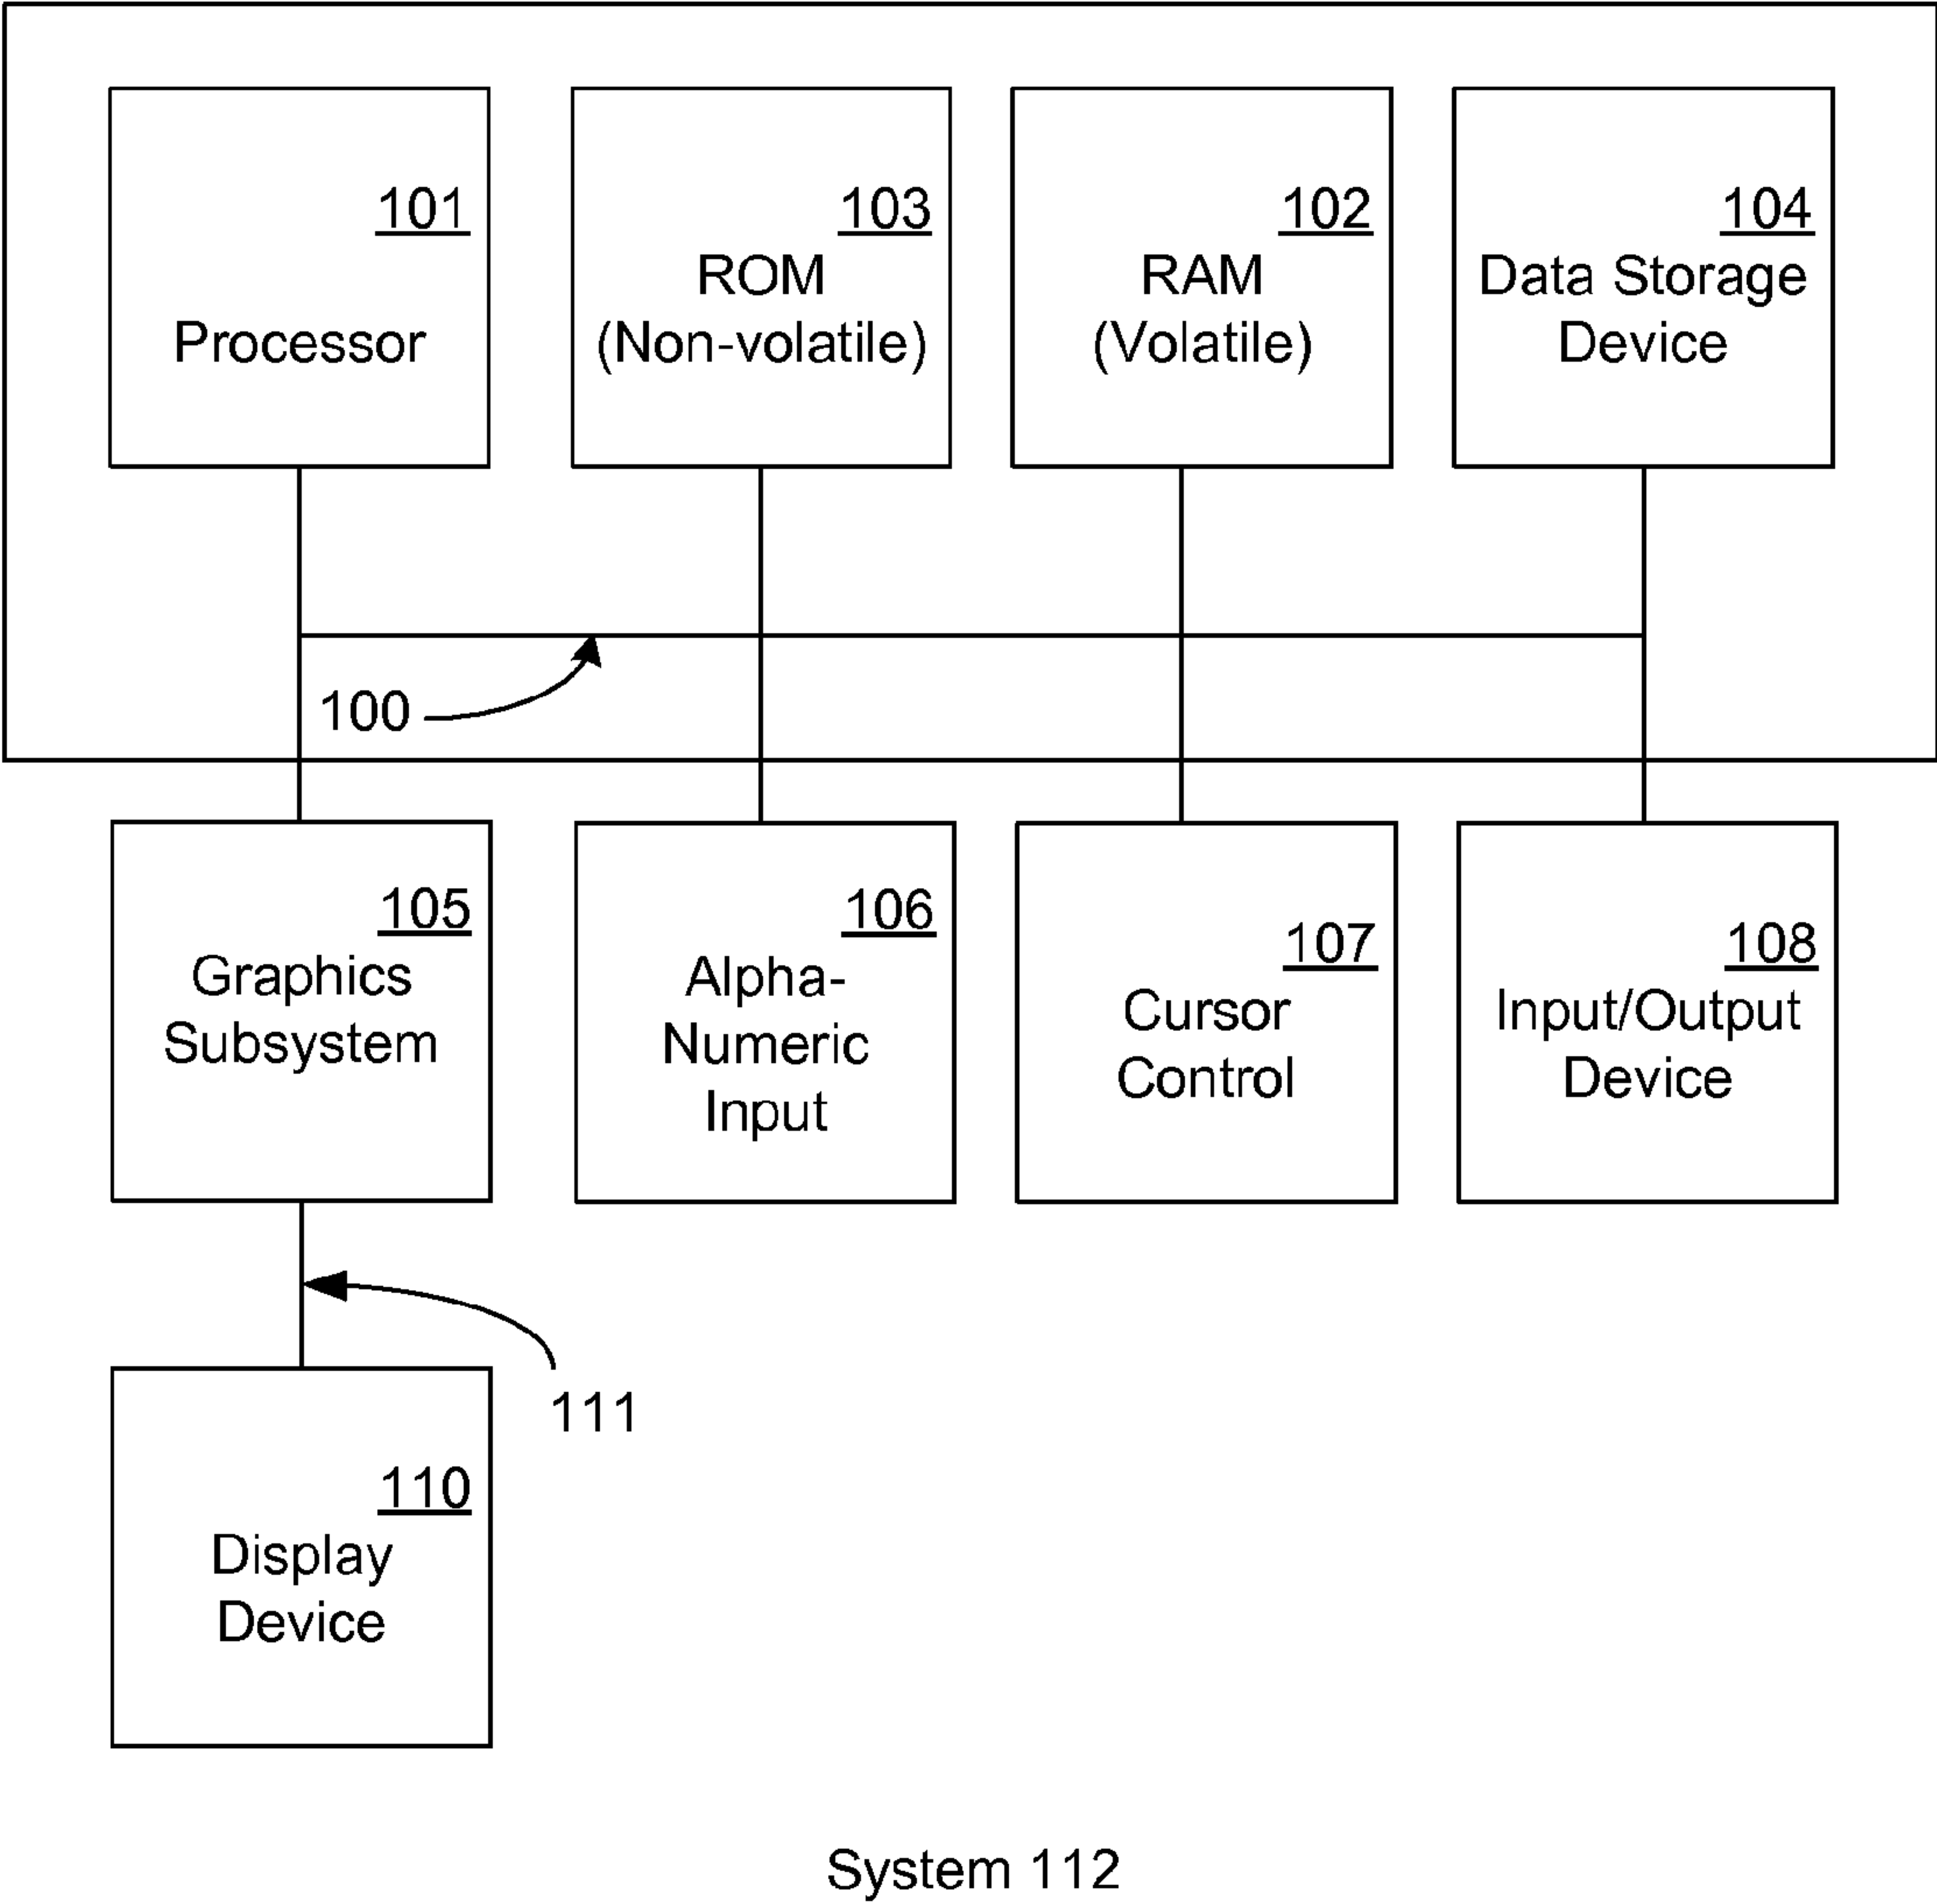 101
Processor
103
ROM
(Non-volatile)
102
RAM
(Volatile)
104
Data Storage
Device
100
105
Graphics
Subsystem
106
Alpha-
Numeric
Input
107
Cursor
Control
108
Input/Output
Device
111
110
Display
Device
System 112